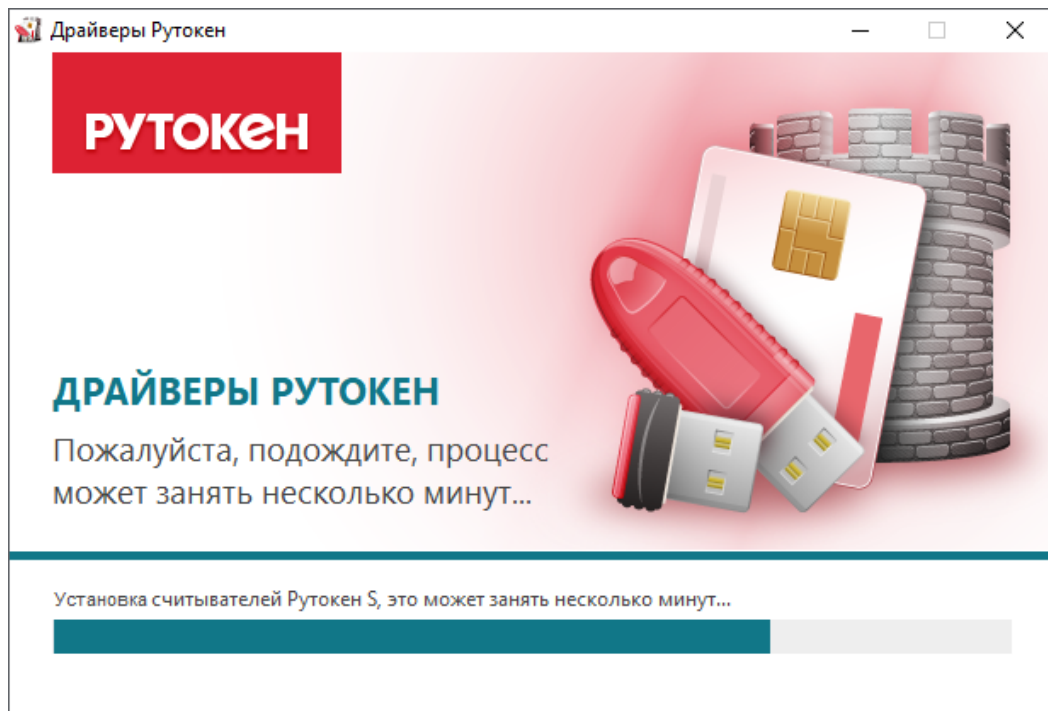 Драйверы Рутокен
РУТОКЕН
ДРАЙВЕРЫ РУТОКЕН
Пожалуйста, подождите, процесс
может занять несколько минут...
Установка считывателей Рутокен S, это может занять несколько минут...